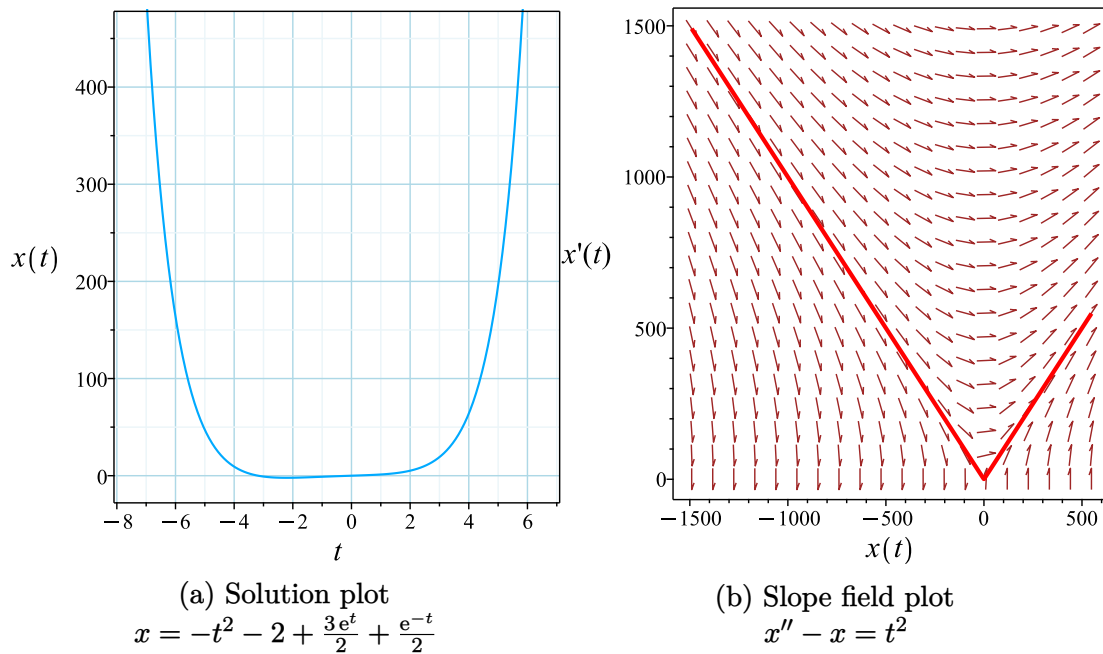 400
300
x(t)
200
100
0
−8
−6
−4
−2
0
2
4
6
t
(a) Solution plot
x = −t² − 2 + 3 e^t/2 + e^−t/2
1500
1000
x'(t)
500
0
−1500
−1000
−500
0
500
x(t)
(b) Slope field plot
x′′ − x = t²